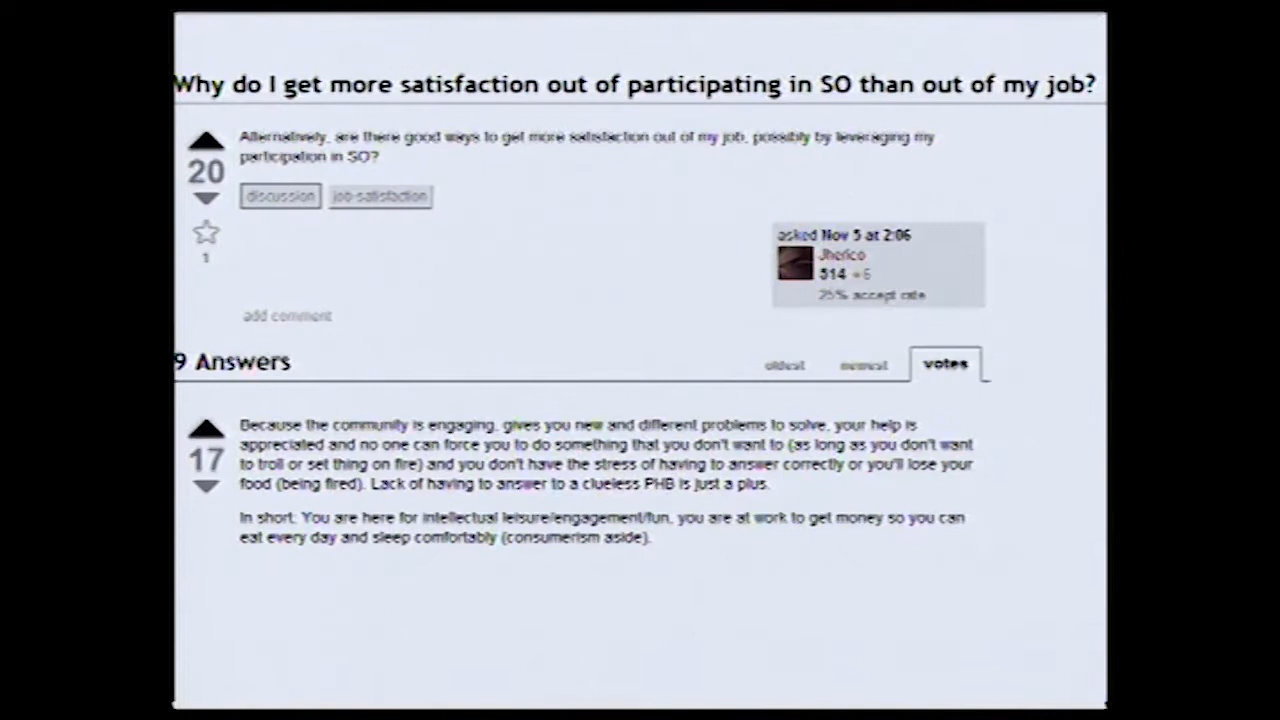 Why do I get more satisfaction out of participating in SO than out of my job?
Alternatively, are there good ways to get more satisfaction out of my job, possibly by leveraging my
participation in SO?
20
discussion job-satisfaction
1
asked Nov 5 at 2:06
Jherico
514 6
25% accept rate
add comment
9 Answers
oldest newest votes
Because the community is engaging, gives you new and different problems to solve, your help is
appreciated and no one can force you to do something that you don't want to (as long as you don't want
17
to troll or set thing on fire) and you don't have the stress of having to answer correctly or you'll lose your
food (being fired). Lack of having to answer to a clueless PHB is just a plus.
In short: You are here for intellectual leisure/engagement/fun, you are at work to get money so you can
eat every day and sleep comfortably (consumerism aside).